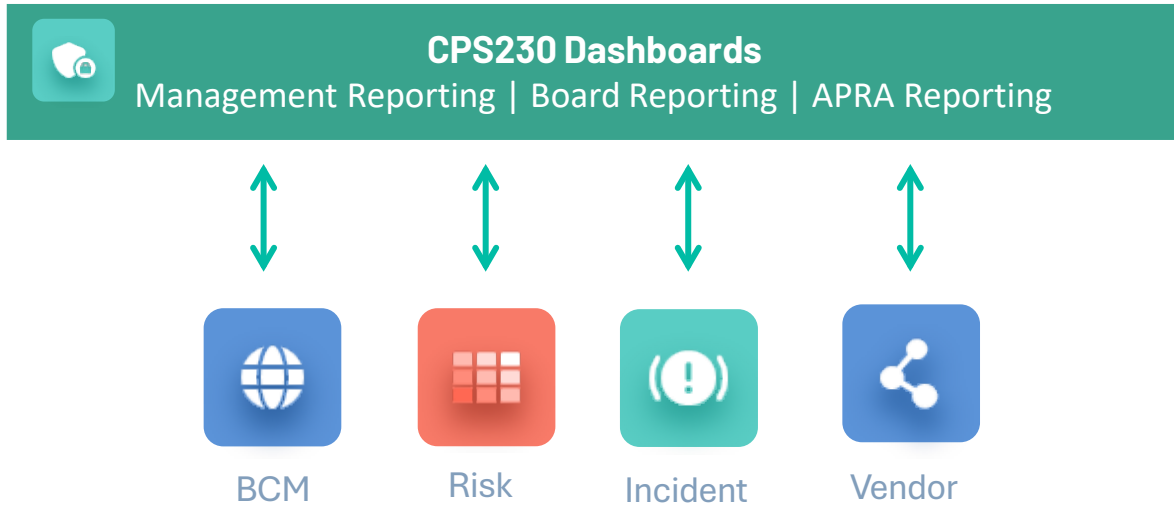 CPS230 Dashboards
Management Reporting | Board Reporting | APRA Reporting
BCM
Risk
Incident
Vendor